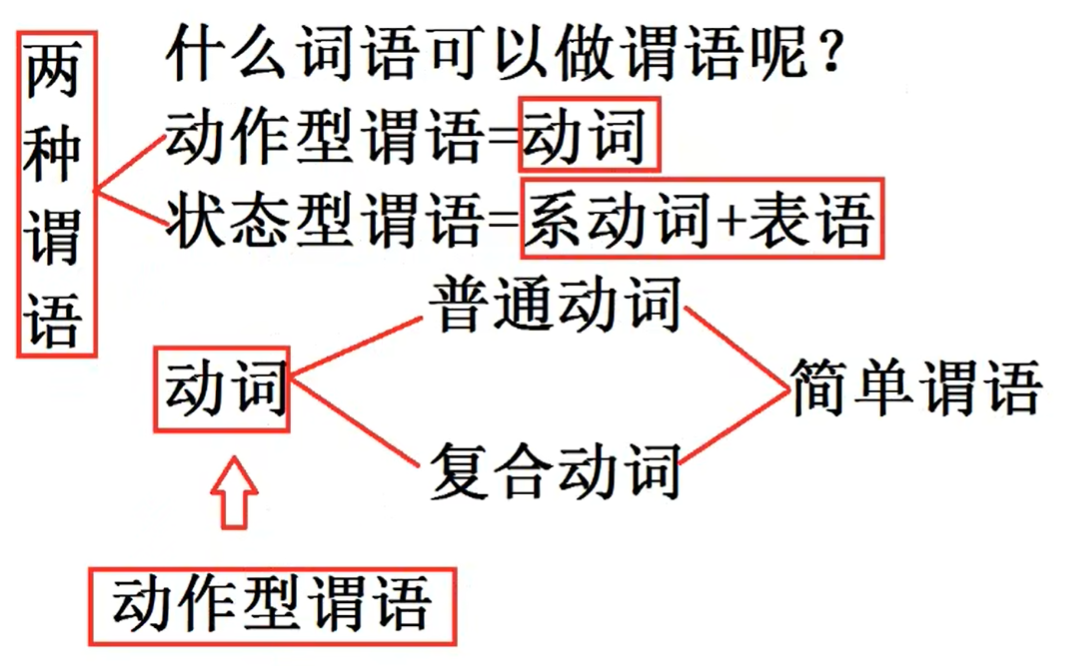 两种谓语
什么词语可以做谓语呢？
动作型谓语=动词
状态型谓语=系动词+表语
普通动词
动词
简单谓语
复合动词
动作型谓语